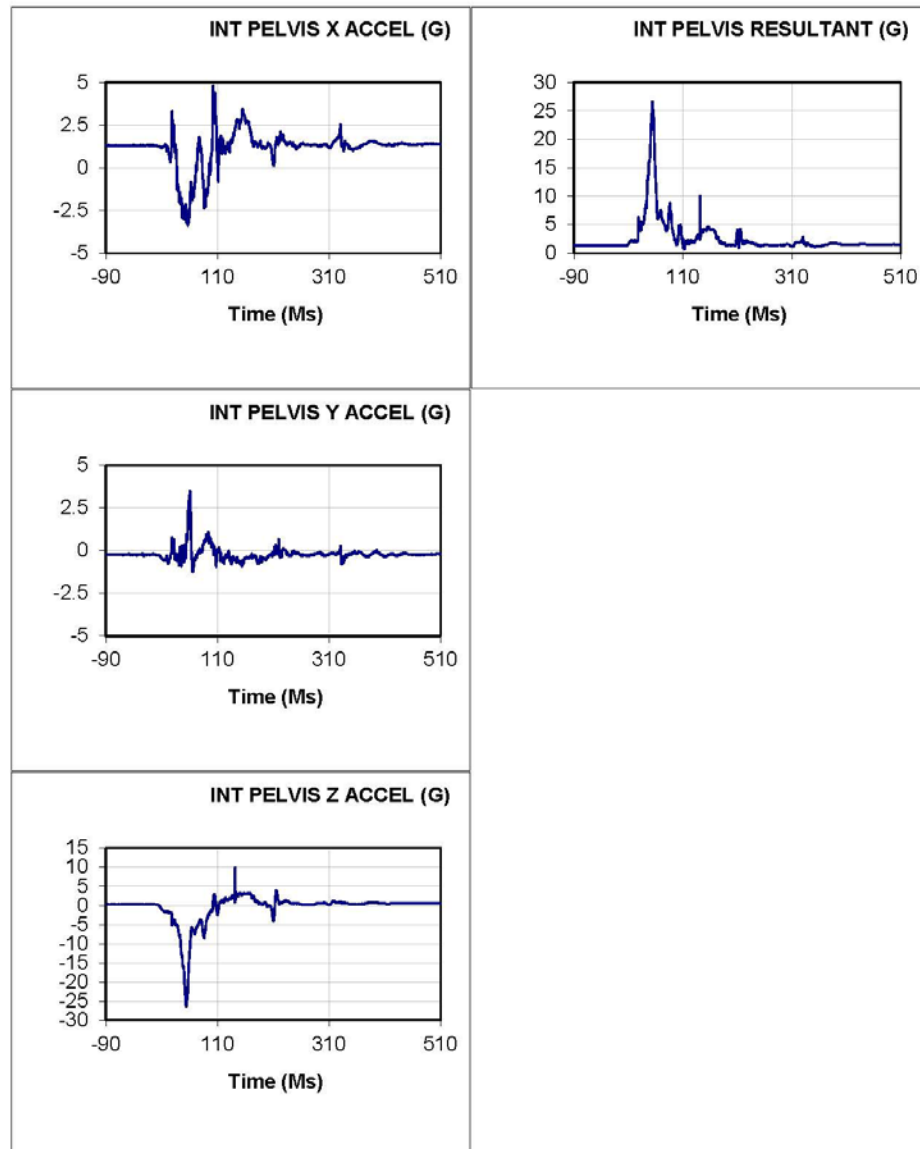 INT PELVIS X ACCEL (G)
5
2.5
0
-2.5
-5
-90 110 310 510
Time (Ms)
INT PELVIS RESULTANT (G)
30
25
20
15
10
5
0
-90 110 310 510
Time (Ms)
INT PELVIS Y ACCEL (G)
5
2.5
0
-2.5
-5
-90 110 310 510
Time (Ms)
INT PELVIS Z ACCEL (G)
15
10
5
0
-5
-10
-15
-20
-25
-30
-90 110 310 510
Time (Ms)